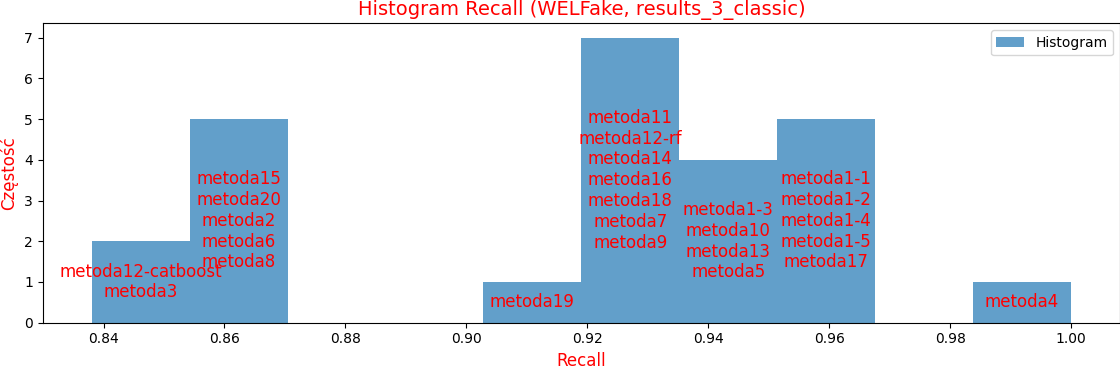 Histogram Recall (WELFake, results_3_classic)
Histogram
Częstość
7
6
5
4
3
2
1
0
metoda12-catboost
metoda3
metoda15
metoda20
metoda2
metoda6
metoda8
metoda19
metoda11
metoda12-rf
metoda14
metoda16
metoda18
metoda7
metoda9
metoda1-3
metoda10
metoda13
metoda5
metoda1-1
metoda1-2
metoda1-4
metoda1-5
metoda17
metoda4
0.84 0.86 0.88 0.90 0.92 0.94 0.96 0.98 1.00
Recall